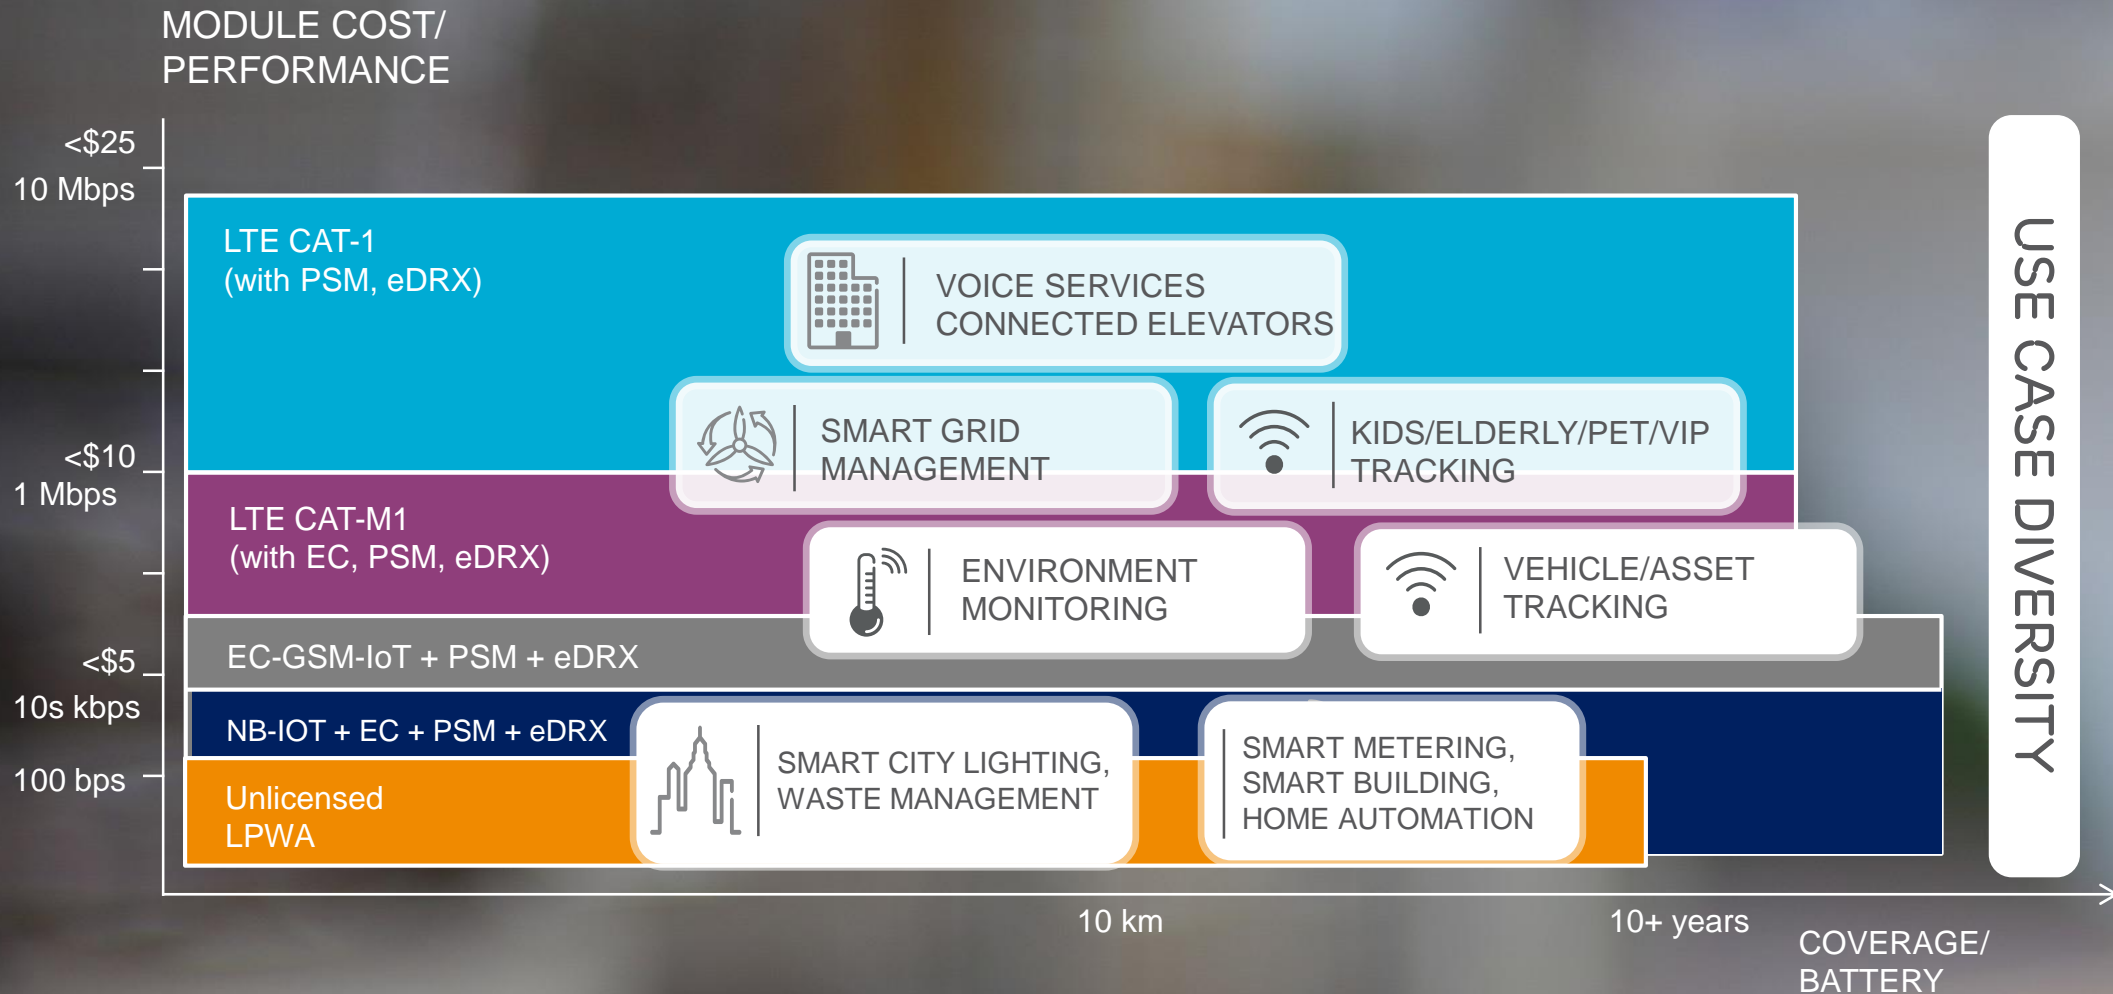 MODULE COST/
PERFORMANCE
<$25
10 Mbps
LTE CAT-1
(with PSM, eDRX)
VOICE SERVICES
CONNECTED ELEVATORS
SMART GRID
MANAGEMENT
KIDS/ELDERLY/PET/VIP
TRACKING
<$10
1 Mbps
LTE CAT-M1
(with EC, PSM, eDRX)
ENVIRONMENT
MONITORING
VEHICLE/ASSET
TRACKING
<$5
10s kbps
EC-GSM-IoT + PSM + eDRX
NB-IOT + EC + PSM + eDRX
100 bps
Unlicensed
LPWA
SMART CITY LIGHTING,
WASTE MANAGEMENT
SMART METERING,
SMART BUILDING,
HOME AUTOMATION
10 km
10+ years
COVERAGE/
BATTERY
USE CASE DIVERSITY